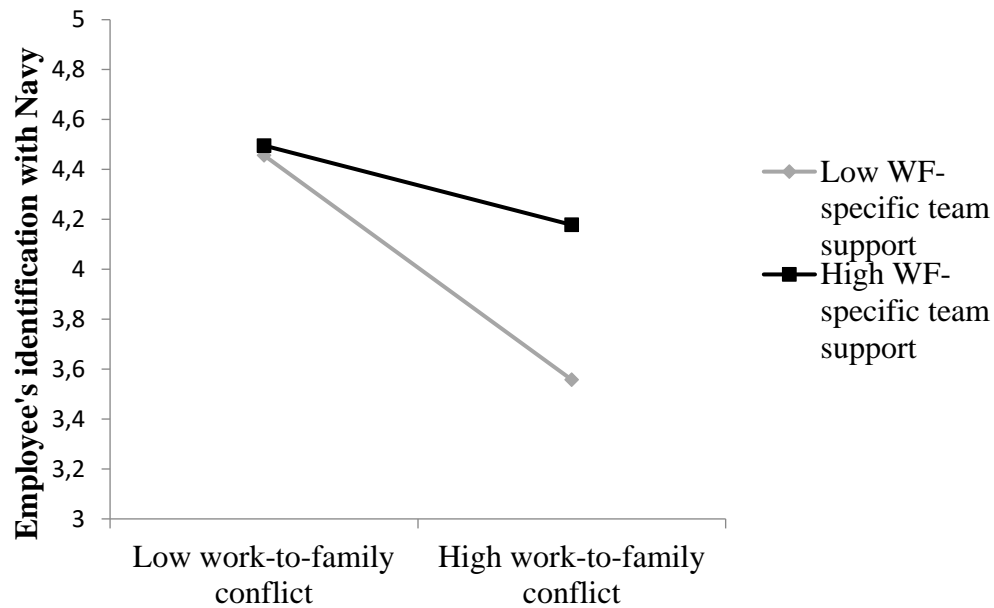 Employee's identification with Navy
5
4,8
4,6
4,4
4,2
4
3,8
3,6
3,4
3,2
3
Low work-to-family
conflict
High work-to-family
conflict
Low WF-
specific team
support
High WF-
specific team
support